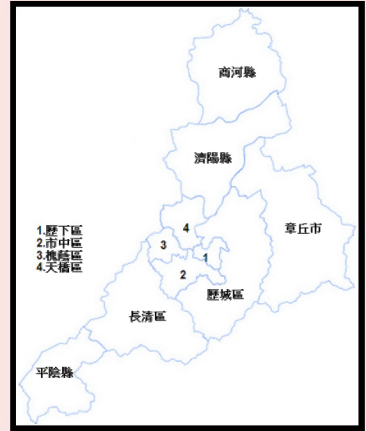 商河縣
濟陽縣
章丘市
1.歷下區
2.市中區
3.槐蔭區
4.天橋區
4
3
1
2
歷城區
長清區
平陰縣